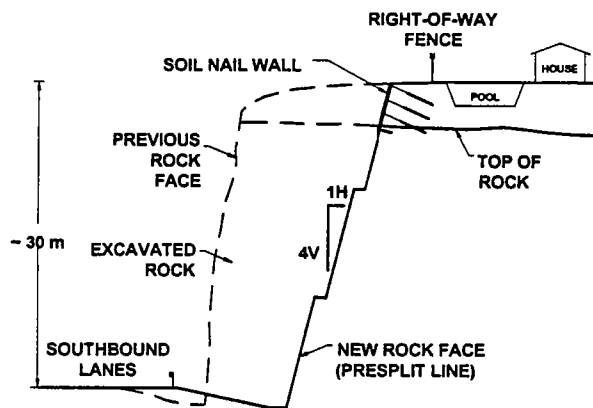 RIGHT-OF-WAY
FENCE
SOIL NAIL WALL
HOUSE
POOL
PREVIOUS
ROCK
FACE
TOP OF
ROCK
1H
4V
~ 30 m
EXCAVATED
ROCK
SOUTHBOUND
LANES
NEW ROCK FACE
(PRESPLIT LINE)